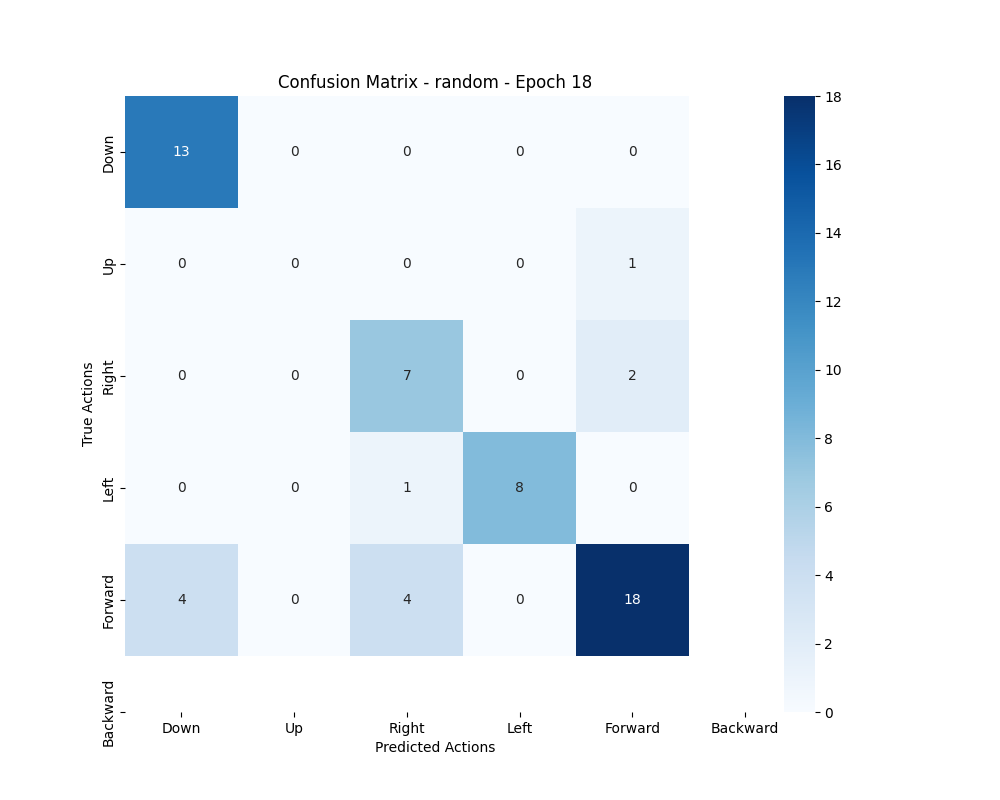 Confusion Matrix - random - Epoch 18
True Actions
Down 13 0 0 0 0
Up 0 0 0 0 1
Right 0 0 7 0 2
Left 0 0 1 8 0
Forward 4 0 4 0 18
Backward
Down Up Right Left Forward Backward
Predicted Actions
18
16
14
12
10
8
6
4
2
0